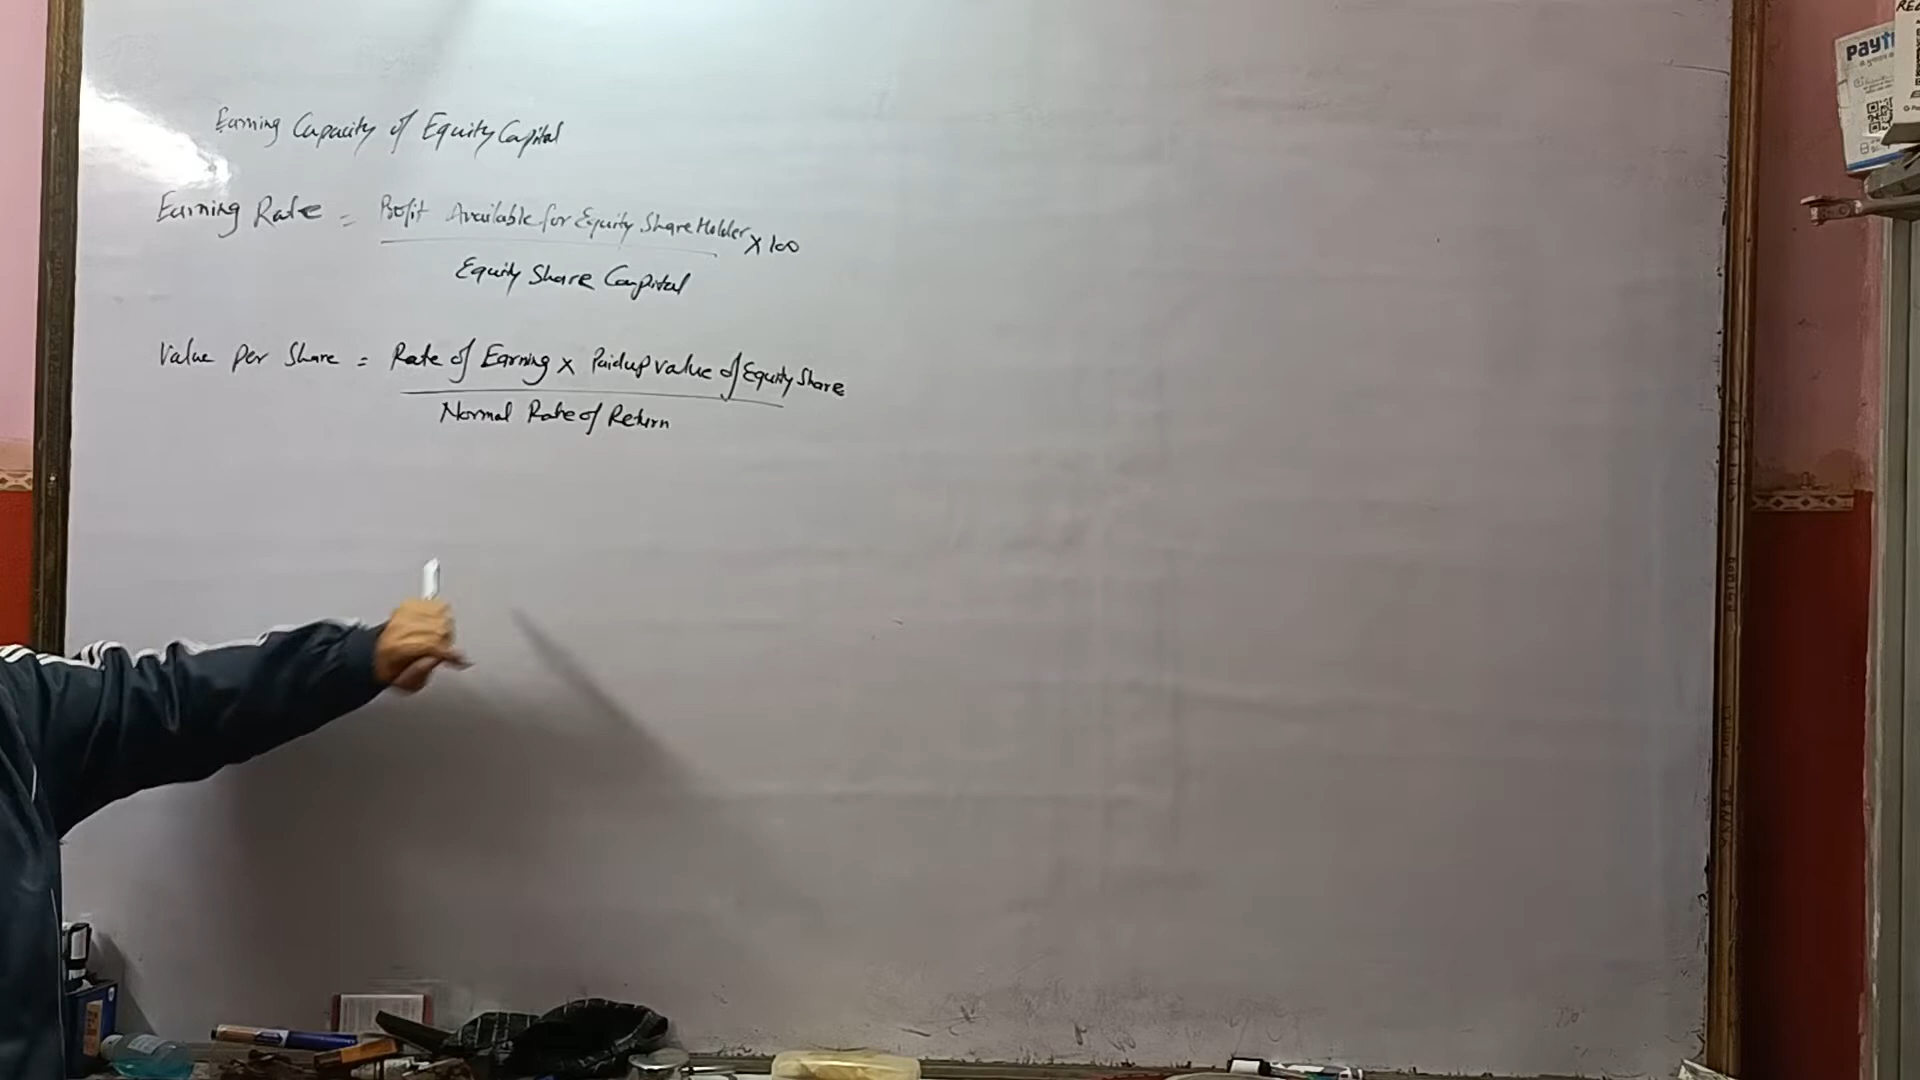 Earning Capacity of Equity Capital
Earning Rate = Profit Available for Equity Share Holder × 100
Equity Share Capital
Value Per Share = Rate of Earning × Paidup value of Equity Share
Normal Rate of Return